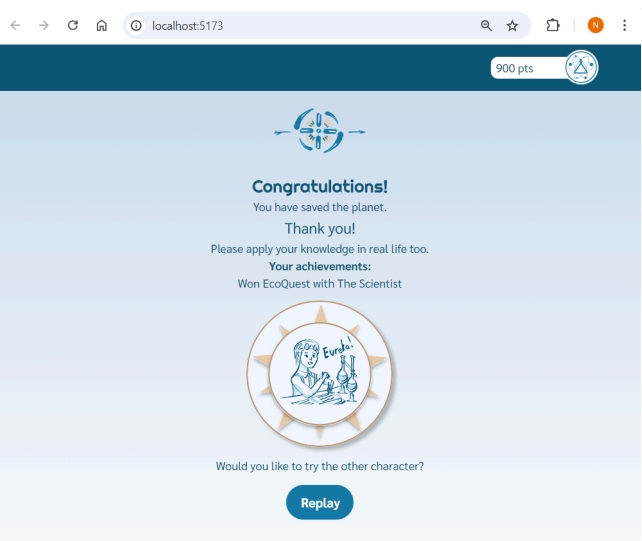 localhost:5173
N
900 pts
Congratulations!
You have saved the planet.
Thank you!
Please apply your knowledge in real life too.
Your achievements:
Won EcoQuest with The Scientist
Eureka!
Would you like to try the other character?
Replay